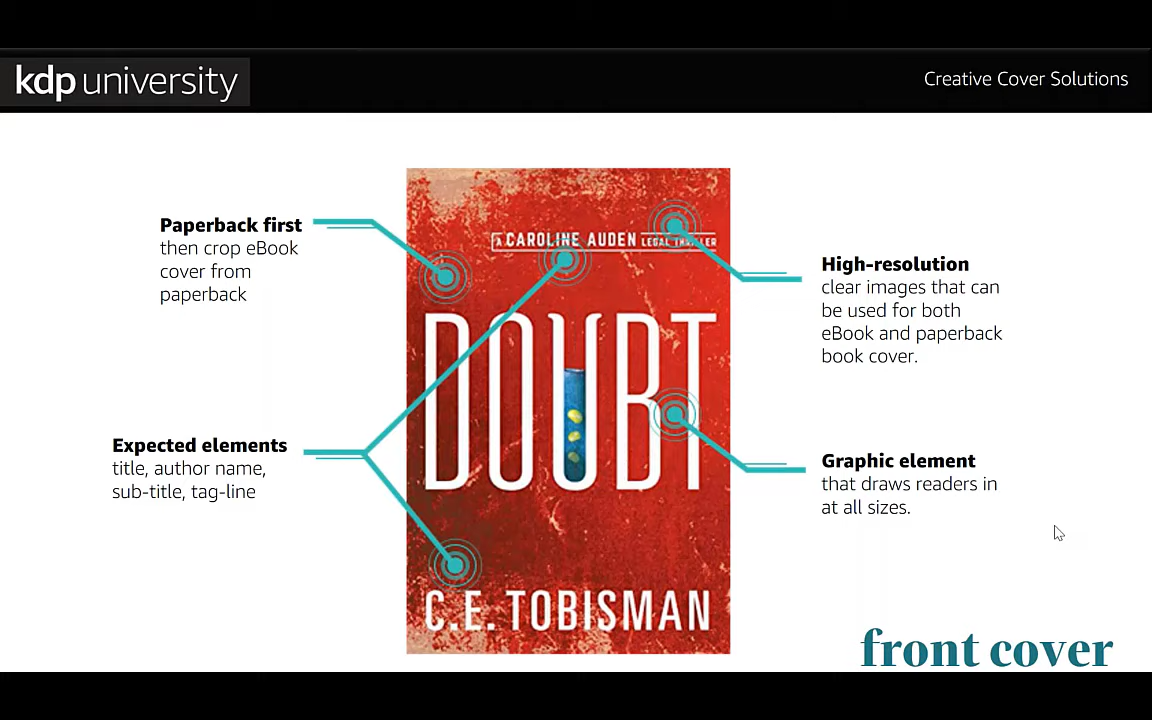 kdp university
Creative Cover Solutions
Paperback first
then crop eBook
cover from
paperback
Expected elements
title, author name,
sub-title, tag-line
A CAROLINE AUDEN LEGAL THRILLER
DOUBT
C.E. TOBISMAN
High-resolution
clear images that can
be used for both
eBook and paperback
book cover.
Graphic element
that draws readers in
at all sizes.
front cover